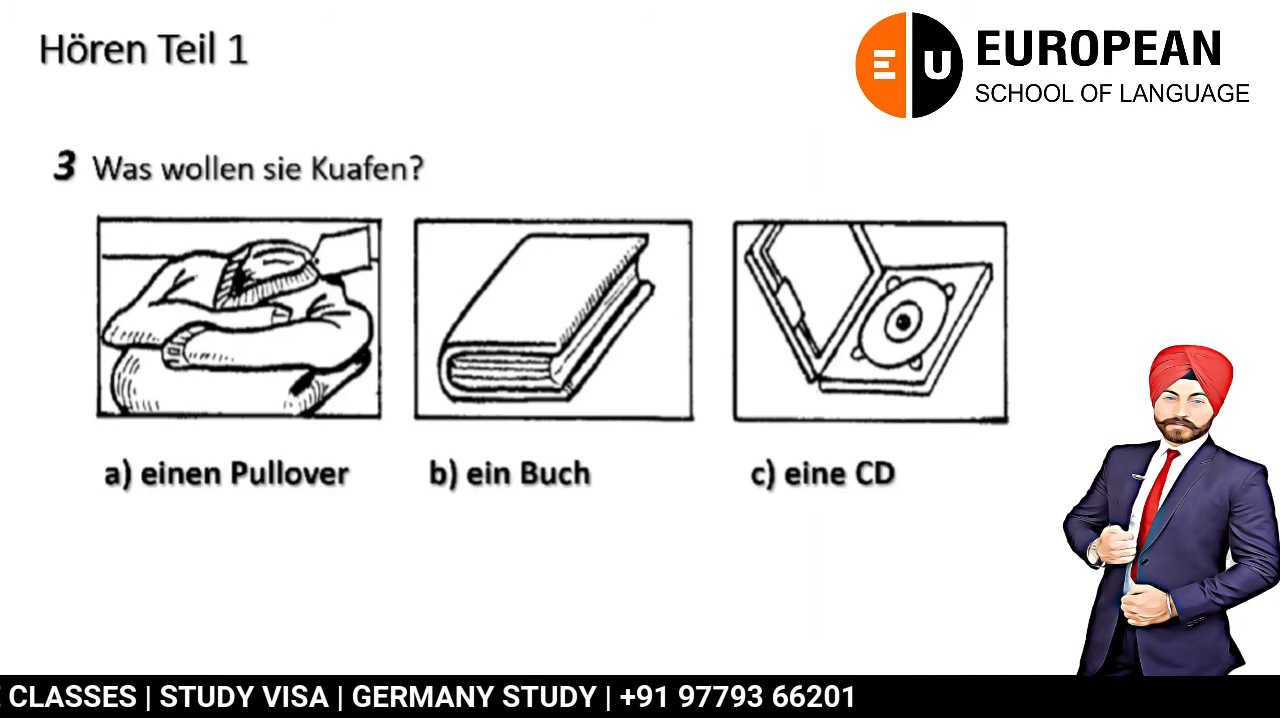 Hören Teil 1
EU EUROPEAN
SCHOOL OF LANGUAGE
3 Was wollen sie Kuafen?
a) einen Pullover
b) ein Buch
c) eine CD
CLASSES | STUDY VISA | GERMANY STUDY | +91 97793 66201